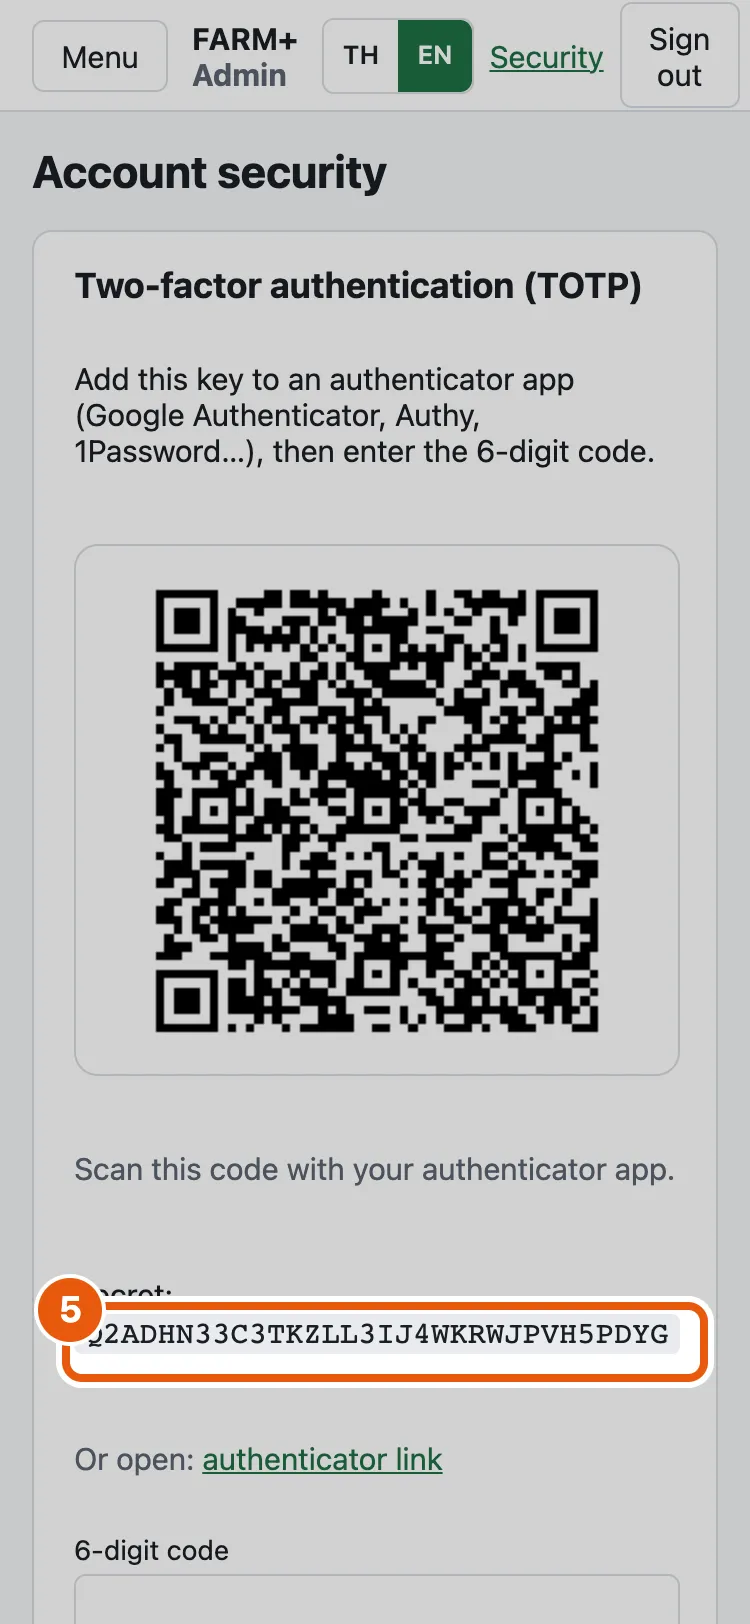 Menu
FARM+
Admin
TH
EN
Security
Sign
out
Account security
Two-factor authentication (TOTP)
Add this key to an authenticator app
(Google Authenticator, Authy,
1Password...), then enter the 6-digit code.
Scan this code with your authenticator app.
5
Q2ADHN33C3TKZLL3IJ4WKRWJPVH5PDYG
Or open: authenticator link
6-digit code